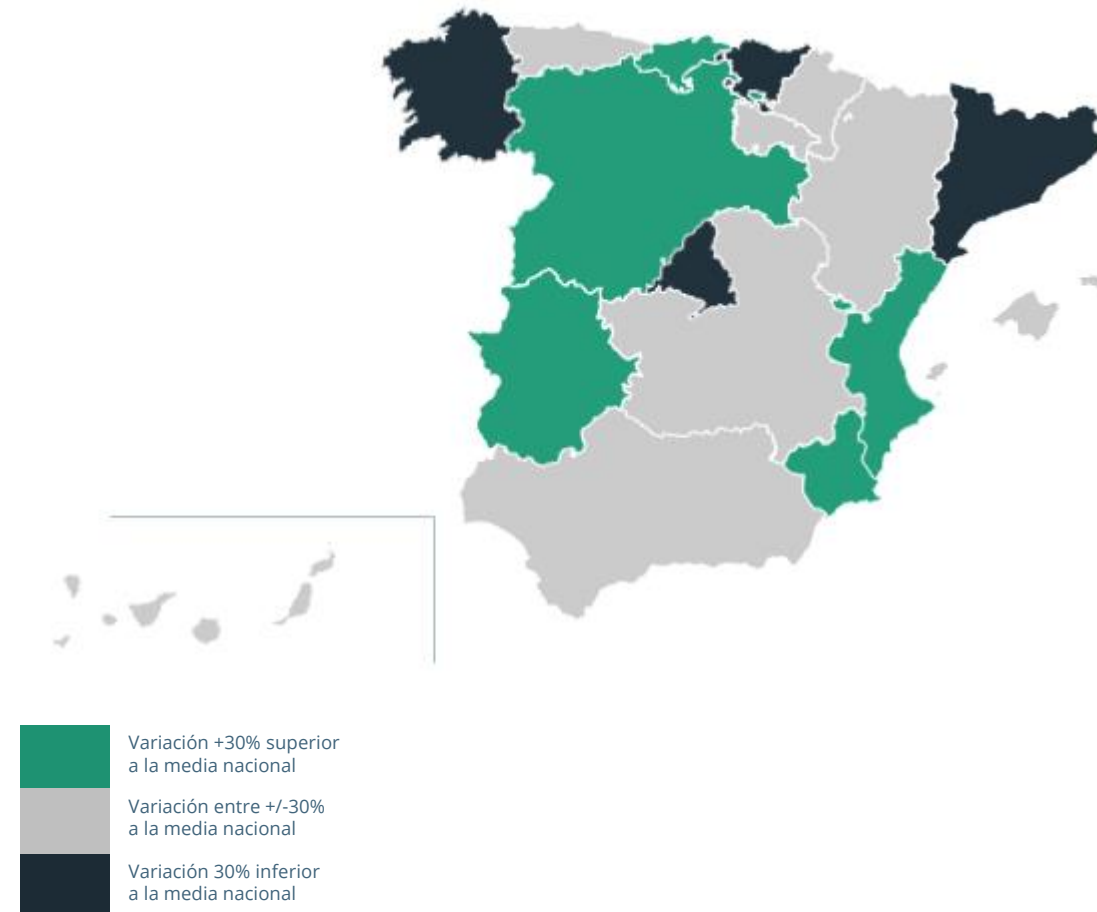 Variación +30% superior
a la media nacional
Variación entre +/-30%
a la media nacional
Variación 30% inferior
a la media nacional